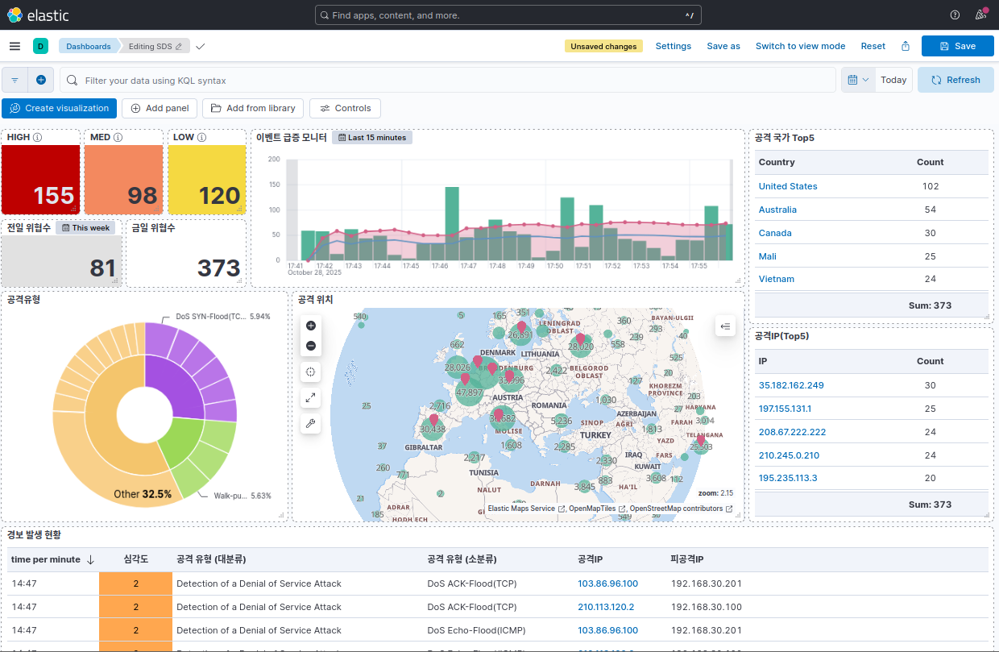 elastic
Find apps, content, and more.
^/
D
Dashboards
Editing SDS
Unsaved changes
Settings
Save as
Switch to view mode
Reset
Save
Filter your data using KQL syntax
Today
Refresh
Create visualization
Add panel
Add from library
Controls
HIGH
155
MED
98
LOW
120
전일 위협수
This week
81
금일 위협수
373
이벤트 급증 모니터
Last 15 minutes
200
150
100
50
0
17:41 17:42 17:43 17:44 17:45 17:46 17:47 17:48 17:49 17:50 17:51 17:52 17:53 17:54 17:55
October 28, 2025
공격 국가 Top5
Country Count
United States 102
Australia 54
Canada 30
Mali 25
Vietnam 24
Sum: 373
공격유형
DoS SYN-Flood(TC... 5.94%
Other 32.5%
Walk-pu... 5.63%
공격 위치
540
5
165
351
LENINGRAD
OBLAST
26,891
360
BAYAN-ULGII
293
239
40
662
DENMARK
LITHUANIA
28,020
558
525
28,026
33,996
2,422
BELGOROD
OBLAST
20
127
47,897
AUSTRIA
KHOREZM
PROVINCE
203
25
2,716
ROMANIA
1,030
AZERBAIJAN
27
HARYANA
30,438
MOLISE
5,236
SINOP
AĞRI
FARAH
3,014
1,813
TURKEY
TELANGANA
37
GIBRALTAR
1,608
2,285
YAZD
25,503
IRAQ
FARS
2,217
2,330
KUWAIT
260
771
TUNISIA
883
3,608
112
DARNAH
3,845
HA'IL
NALUT
2
21
zoom: 2.15
185
ADRAR
HODH ECH
Elastic Maps Service , OpenMapTiles , OpenStreetMap contributors
549
공격IP(Top5)
IP Count
35.182.162.249 30
197.155.131.1 25
208.67.222.222 24
210.245.0.210 24
195.235.113.3 20
Sum: 373
경보 발생 현황
time per minute 심각도 공격 유형 (대분류) 공격 유형 (소분류) 공격IP 피공격IP
14:47 2 Detection of a Denial of Service Attack DoS ACK-Flood(TCP) 103.86.96.100 192.168.30.201
14:47 2 Detection of a Denial of Service Attack DoS ACK-Flood(TCP) 210.113.120.2 192.168.30.100
14:47 2 Detection of a Denial of Service Attack DoS Echo-Flood(ICMP) 103.86.96.100 192.168.30.201